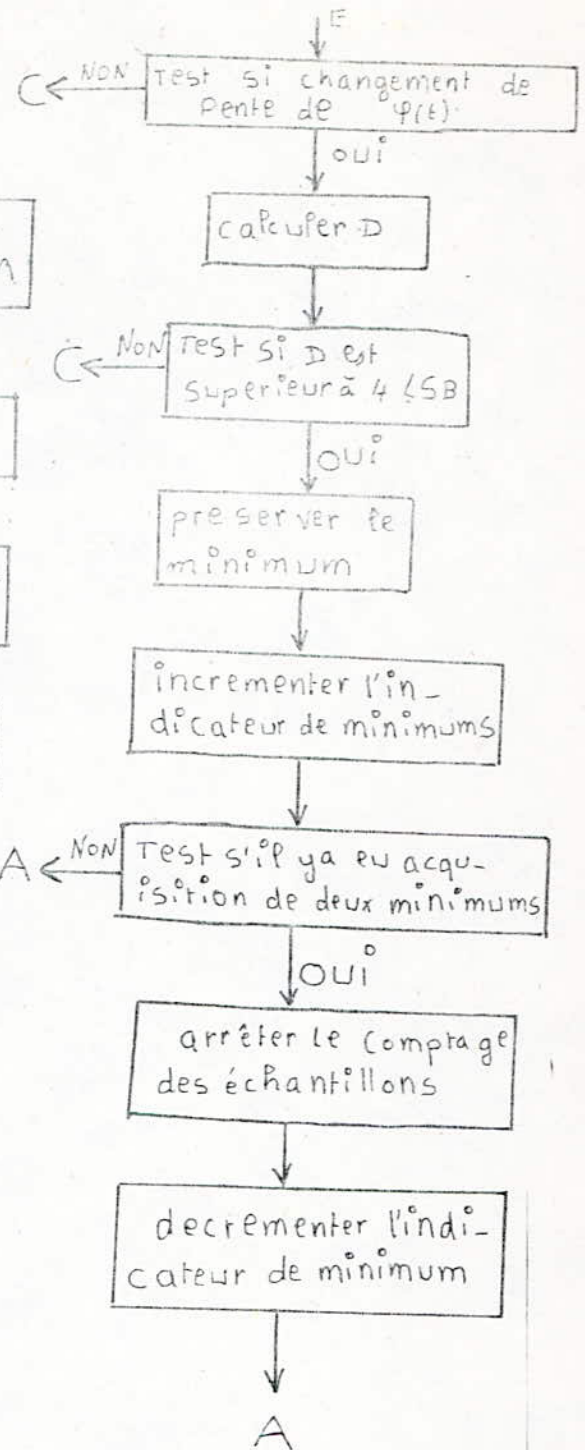 E
NON
Test si changement de
Pente de φ(t).
C
OUI
calculer D
n
NON
Test si D est
C
superieur à 4 LSB
OUI
preserver le
minimum
incrementer l'in-
dicateur de minimums
NON
Test s'il ya eu acqu-
A
isition de deux minimums
OUI
arrêter le comptage
des échantillons
decrementer l'indi-
cateur de minimum
A